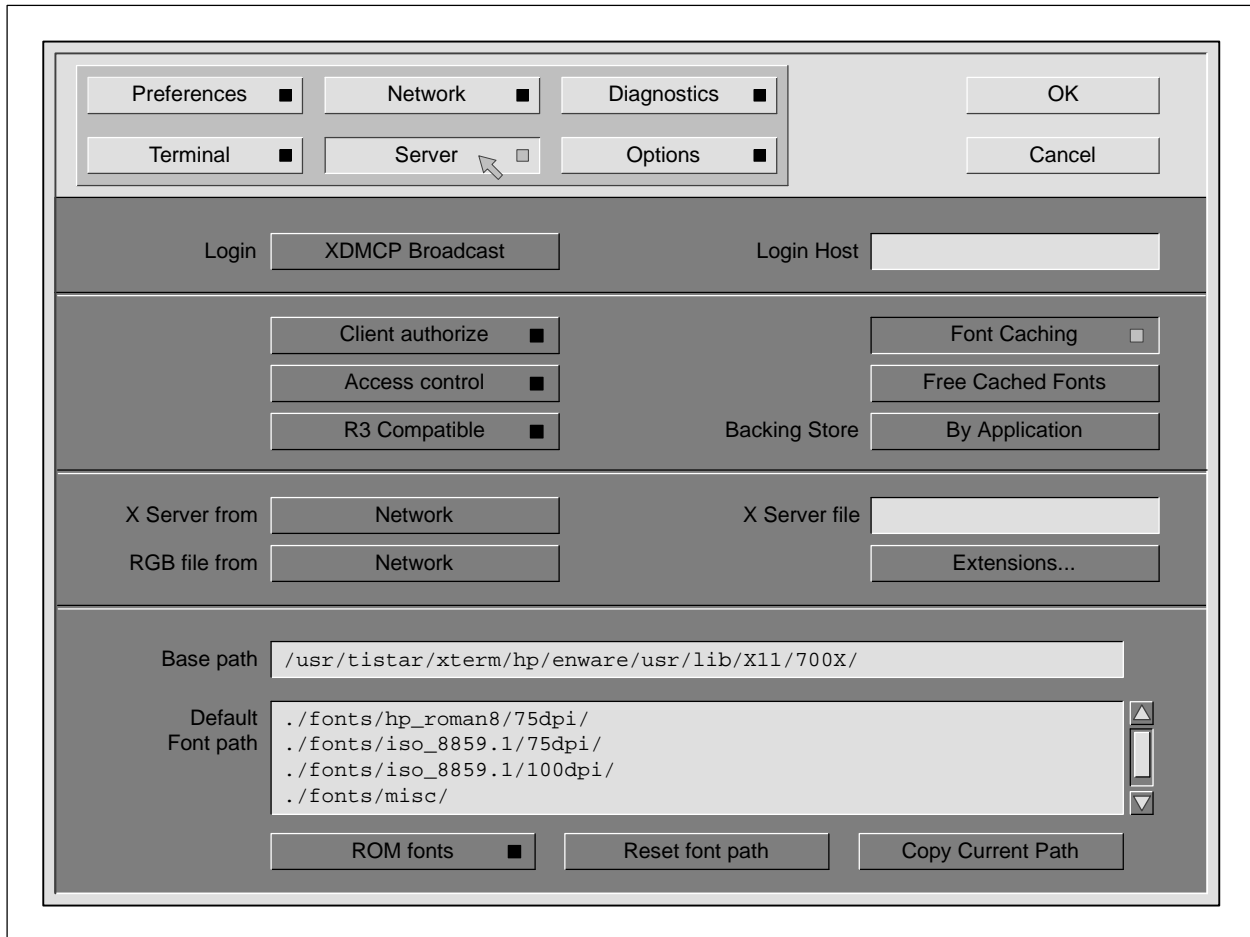 Preferences Network Diagnostics OK
Terminal Server Options Cancel
Login XDMCP Broadcast Login Host
Client authorize Font Caching
Access control Free Cached Fonts
R3 Compatible Backing Store By Application
X Server from Network X Server file
RGB file from Network Extensions...
Base path /usr/tistar/xterm/hp/enware/usr/lib/X11/700X/
Default ./fonts/hp_roman8/75dpi/
Font path ./fonts/iso_8859.1/75dpi/
./fonts/iso_8859.1/100dpi/
./fonts/misc/
ROM fonts Reset font path Copy Current Path